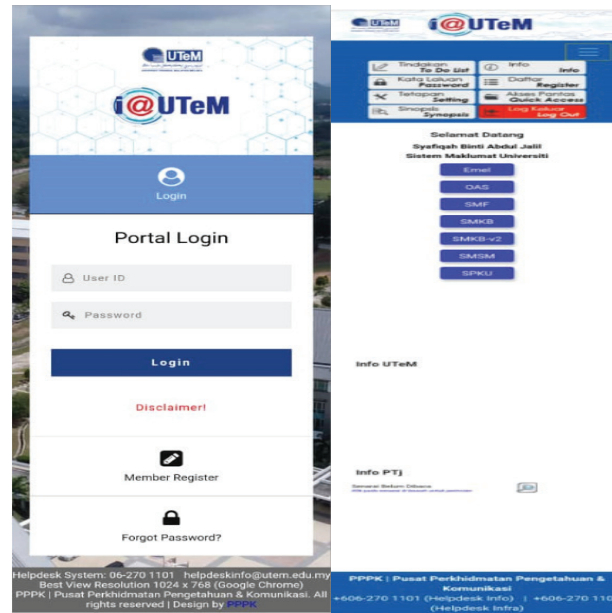 UTeM
i@UTeM
Login
Portal Login
User ID
Password
Login
Disclaimer!
Member Register
Forgot Password?
Helpdesk System: 06-270 1101 helpdeskinfo@utem.edu.my
Best View Resolution 1024 x 768 (Google Chrome)
PPPK | Pusat Perkhidmatan Pengetahuan & Komunikasi. All
rights reserved | Design by PPPK
UTeM
i@UTeM
Tindakan
To Do List
Info
Info
Kata Laluan
Password
Daftar
Register
Tetapan
Setting
Akses Pantas
Quick Access
Sinopsis
Synopsis
Log Keluar
Log Out
Selamat Datang
Syafiqah Binti Abdul Jalil
Sistem Maklumat Universiti
Emel
OAS
SMF
SMKB
SMKB-v2
SMSM
SPKU
Info UTeM
Info PTj
Senarai Belum Dibaca
PPPK | Pusat Perkhidmatan Pengetahuan &
Komunikasi
+606-270 1101 (Helpdesk Info) | +606-270 110
(Helpdesk Infra)